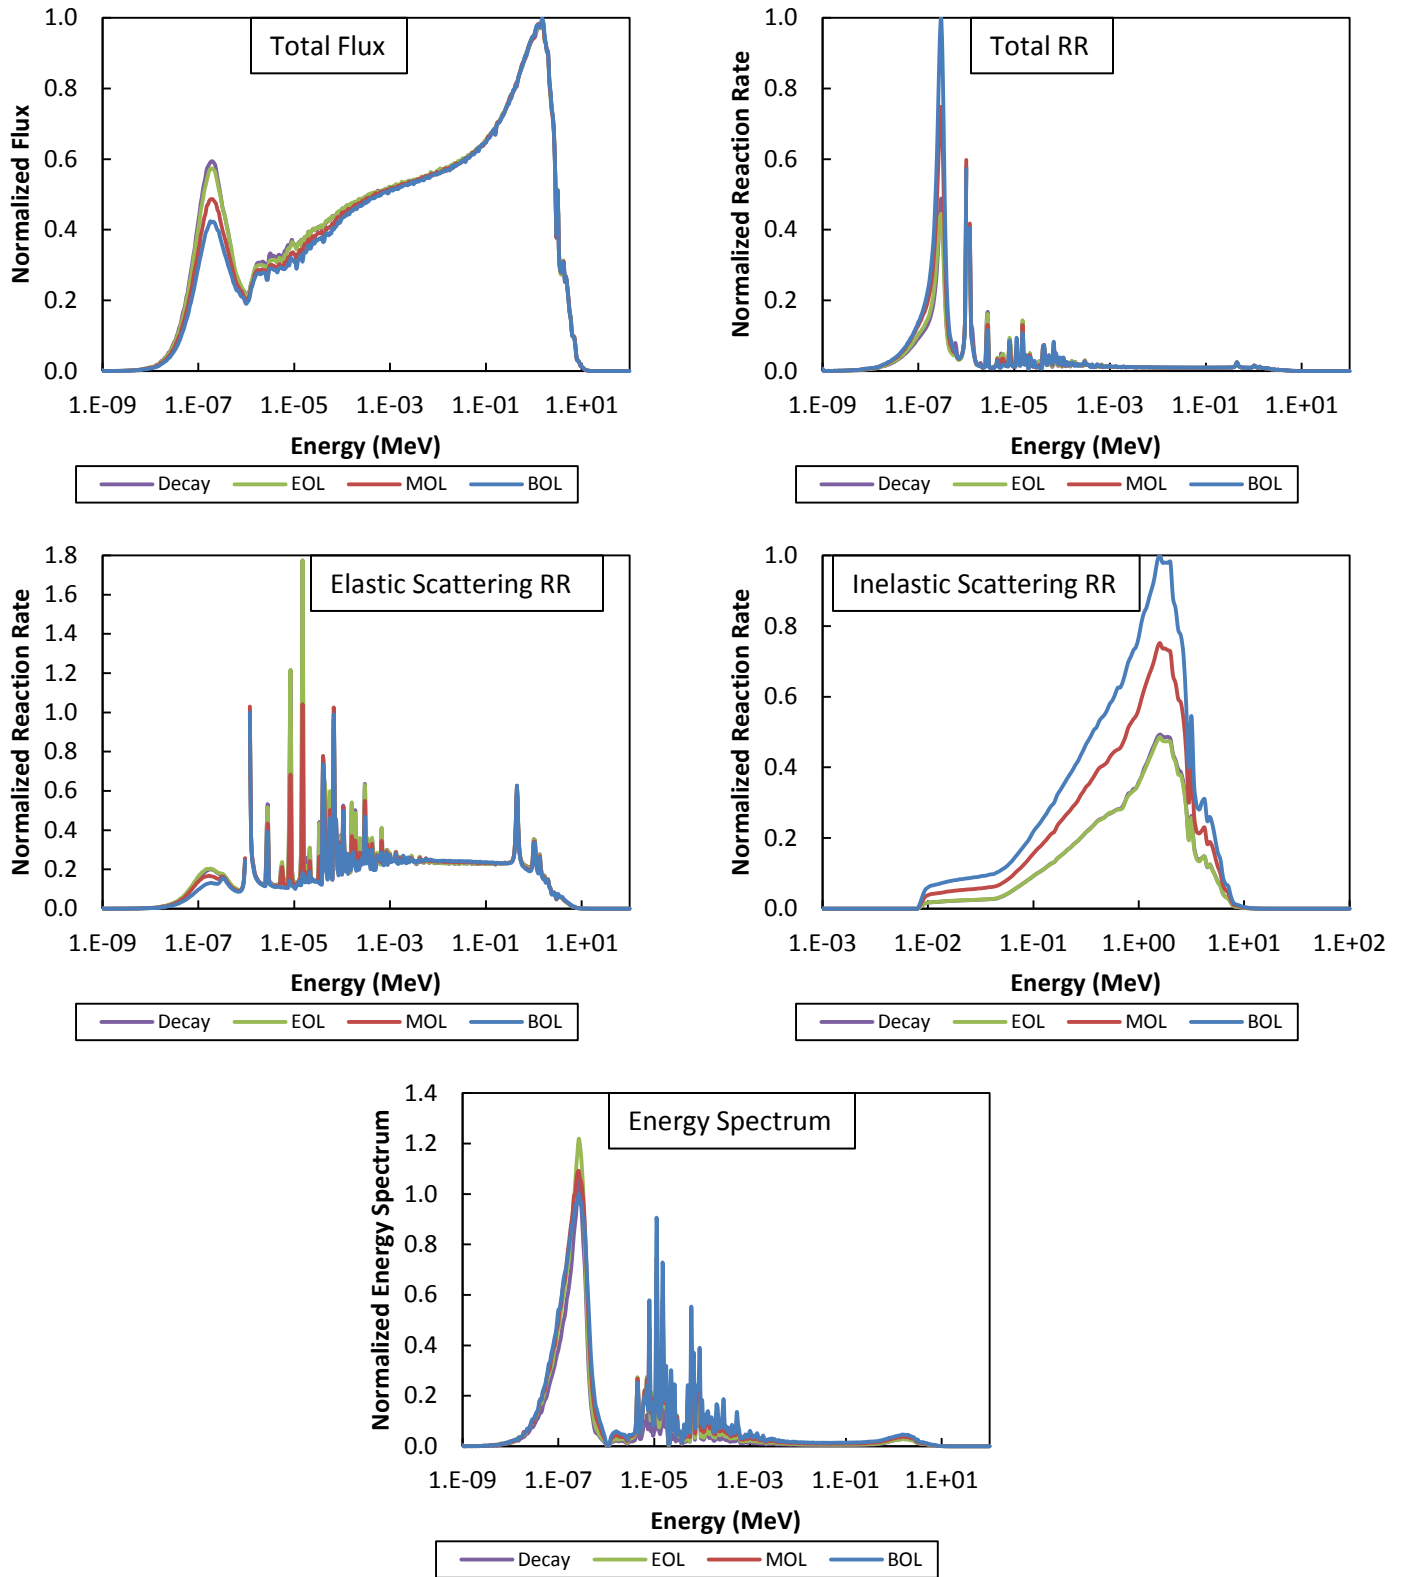 Total Flux
Normalized Flux
1.0
0.8
0.6
0.4
0.2
0.0
1.E-09 1.E-07 1.E-05 1.E-03 1.E-01 1.E+01
Energy (MeV)
Decay EOL MOL BOL
Total RR
Normalized Reaction Rate
1.0
0.8
0.6
0.4
0.2
0.0
1.E-09 1.E-07 1.E-05 1.E-03 1.E-01 1.E+01
Energy (MeV)
Decay EOL MOL BOL
Elastic Scattering RR
Normalized Reaction Rate
1.8
1.6
1.4
1.2
1.0
0.8
0.6
0.4
0.2
0.0
1.E-09 1.E-07 1.E-05 1.E-03 1.E-01 1.E+01
Energy (MeV)
Decay EOL MOL BOL
Inelastic Scattering RR
Normalized Reaction Rate
1.0
0.8
0.6
0.4
0.2
0.0
1.E-03 1.E-02 1.E-01 1.E+00 1.E+01 1.E+02
Energy (MeV)
Decay EOL MOL BOL
Energy Spectrum
Normalized Energy Spectrum
1.4
1.2
1.0
0.8
0.6
0.4
0.2
0.0
1.E-09 1.E-07 1.E-05 1.E-03 1.E-01 1.E+01
Energy (MeV)
Decay EOL MOL BOL